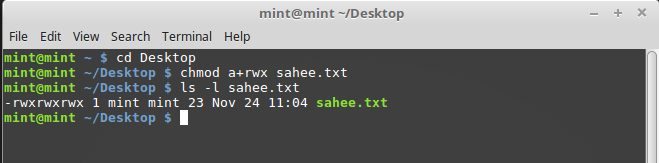 mint@mint ~/Desktop
File Edit View Search Terminal Help
mint@mint ~ $ cd Desktop
mint@mint ~/Desktop $ chmod a+rwx sahee.txt
mint@mint ~/Desktop $ ls -l sahee.txt
-rwxrwxrwx 1 mint mint 23 Nov 24 11:04 sahee.txt
mint@mint ~/Desktop $